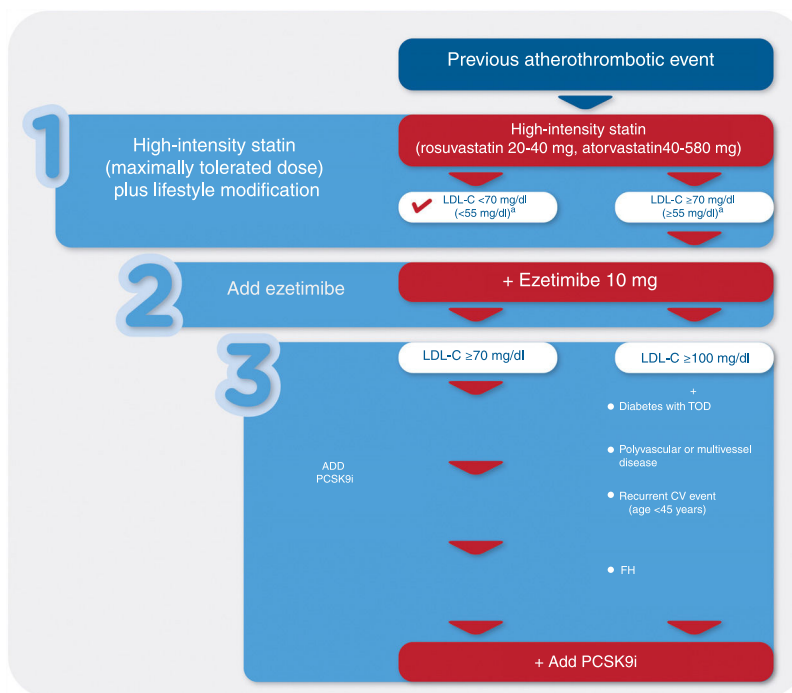 Previous atherothrombotic event
1
High-intensity statin
(maximally tolerated dose)
plus lifestyle modification
High-intensity statin
(rosuvastatin 20-40 mg, atorvastatin40-580 mg)
LDL-C <70 mg/dl
(<55 mg/dl)a
LDL-C ≥70 mg/dl
(≥55 mg/dl)a
2
Add ezetimibe
+ Ezetimibe 10 mg
3
LDL-C ≥70 mg/dl
LDL-C ≥100 mg/dl
+
● Diabetes with TOD
● Polyvascular or multivessel
disease
ADD
PCSK9i
● Recurrent CV event
(age <45 years)
● FH
+ Add PCSK9i